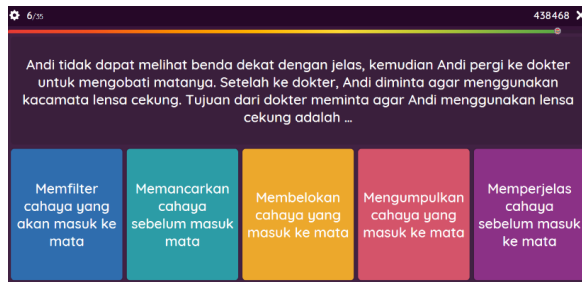 6/35
438468
Andi tidak dapat melihat benda dekat dengan jelas, kemudian Andi pergi ke dokter
untuk mengobati matanya. Setelah ke dokter, Andi diminta agar menggunakan
kacamata lensa cekung. Tujuan dari dokter meminta agar Andi menggunakan lensa
cekung adalah ...
Memfilter
cahaya yang
akan masuk ke
mata
Memancarkan
cahaya
sebelum masuk
mata
Membelokan
cahaya yang
masuk ke mata
Mengumpulkan
cahaya yang
masuk ke mata
Memperjelas
cahaya
sebelum masuk
ke mata